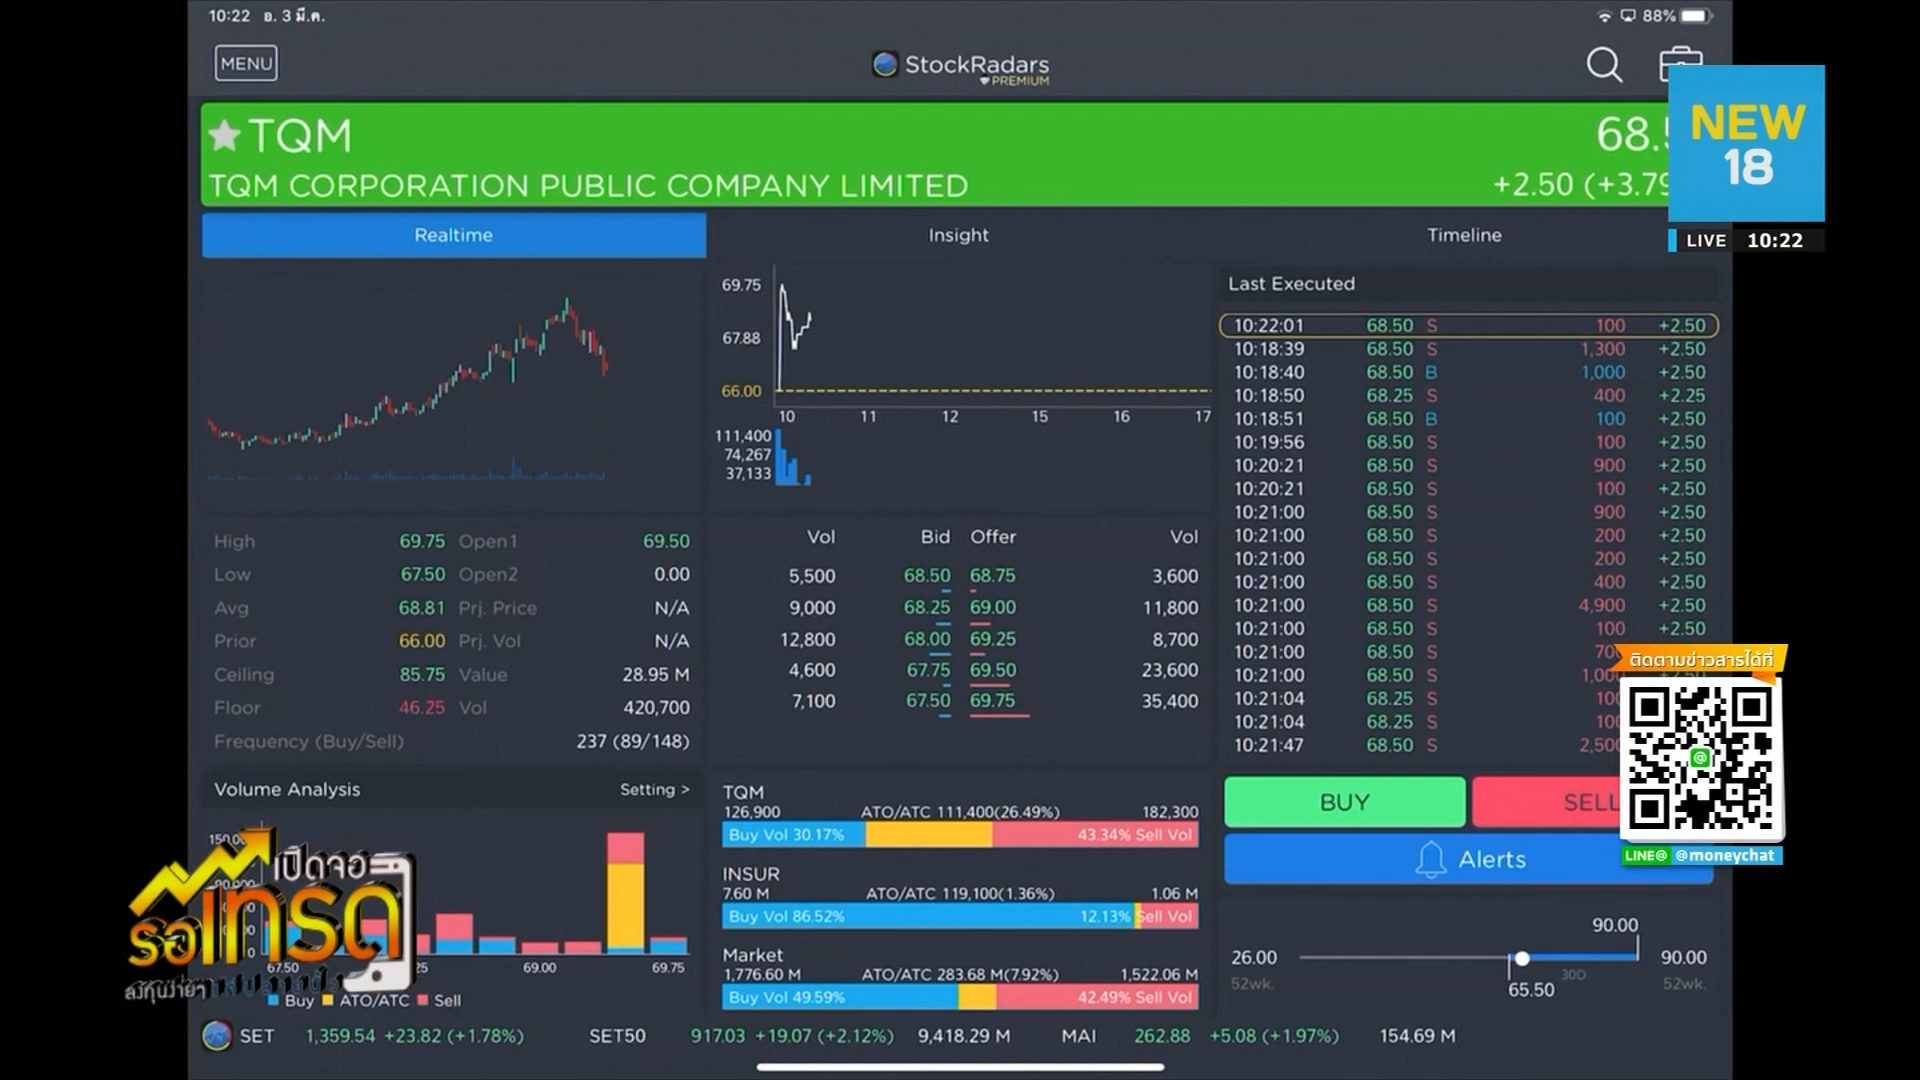 10:22 อ. 3 มี.ค.
88%
MENU
StockRadars
PREMIUM
TQM
68.5
TQM CORPORATION PUBLIC COMPANY LIMITED
+2.50 (+3.79
NEW
18
LIVE 10:22
Realtime
Insight
Timeline
69.75
67.88
66.00
10 11 12 15 16 17
111,400
74,267
37,133
Last Executed
10:22:01 68.50 S 100 +2.50
10:18:39 68.50 S 1,300 +2.50
10:18:40 68.50 B 1,000 +2.50
10:18:50 68.25 S 400 +2.25
10:18:51 68.50 B 100 +2.50
10:19:56 68.50 S 100 +2.50
10:20:21 68.50 S 900 +2.50
10:20:21 68.50 S 100 +2.50
10:21:00 68.50 S 900 +2.50
10:21:00 68.50 S 200 +2.50
10:21:00 68.50 S 200 +2.50
10:21:00 68.50 S 400 +2.50
10:21:00 68.50 S 4,900 +2.50
10:21:00 68.50 S 100 +2.50
10:21:00 68.50 S 70
10:21:00 68.50 S 1,00
10:21:04 68.25 S 10
10:21:04 68.25 S 10
10:21:47 68.50 S 2,50
High 69.75 Open1 69.50
Low 67.50 Open2 0.00
Avg 68.81 Prj. Price N/A
Prior 66.00 Prj. Vol N/A
Ceiling 85.75 Value 28.95 M
Floor 46.25 Vol 420,700
Frequency (Buy/Sell) 237 (89/148)
Vol Bid Offer Vol
5,500 68.50 68.75 3,600
9,000 68.25 69.00 11,800
12,800 68.00 69.25 8,700
4,600 67.75 69.50 23,600
7,100 67.50 69.75 35,400
Volume Analysis Setting >
67.50 69.00 69.75
Buy ATO/ATC Sell
เปิดจอ
รอเทรด
TQM
126,900 ATO/ATC 111,400(26.49%) 182,300
Buy Vol 30.17% 43.34% Sell Vol
INSUR
7.60 M ATO/ATC 119,100(1.36%) 1.06 M
Buy Vol 86.52% 12.13% Sell Vol
Market
1,776.60 M ATO/ATC 283.68 M(7.92%) 1,522.06 M
Buy Vol 49.59% 42.49% Sell Vol
BUY
SELL
Alerts
ติดตามข่าวสารได้ที่
LINE@ @moneychat
90.00
26.00 90.00
52wk. 30D 52wk.
65.50
SET 1,359.54 +23.82 (+1.78%) SET50 917.03 +19.07 (+2.12%) 9,418.29 M MAI 262.88 +5.08 (+1.97%) 154.69 M